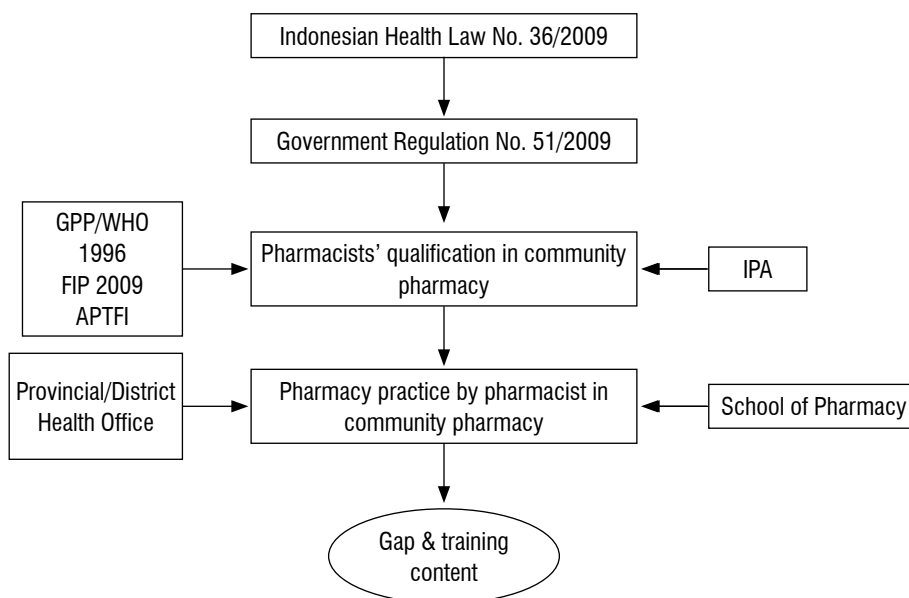 Indonesian Health Law No. 36/2009
Government Regulation No. 51/2009
GPP/WHO
1996
FIP 2009
APTFI
Pharmacists’ qualification in community
pharmacy
IPA
Provincial/District
Health Office
Pharmacy practice by pharmacist in
community pharmacy
School of Pharmacy
Gap & training
content